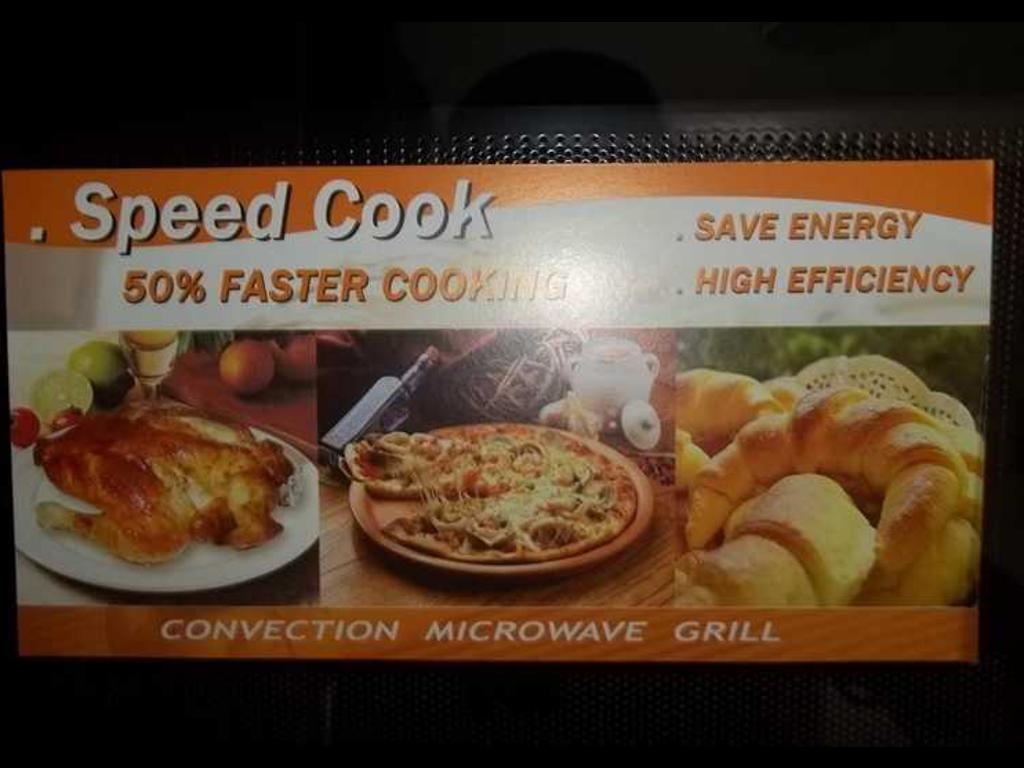 . Speed Cook
50% FASTER COOKING
. SAVE ENERGY
. HIGH EFFICIENCY
CONVECTION MICROWAVE GRILL